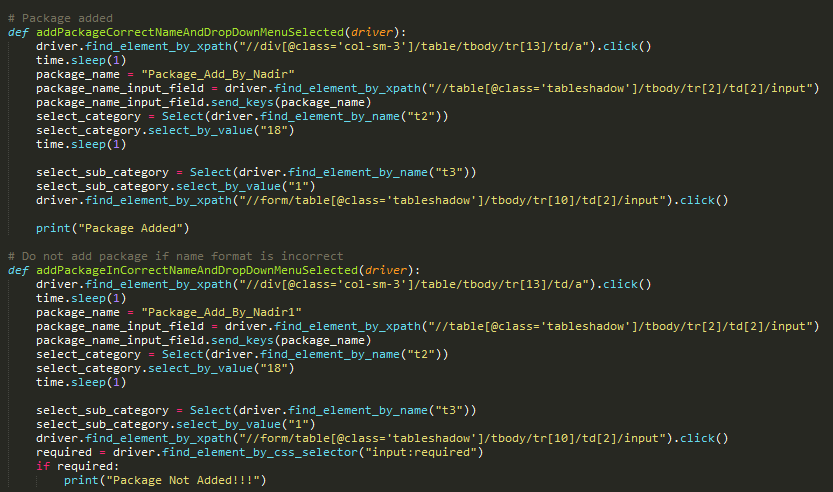 # Package added
def addPackageCorrectNameAndDropDownMenuSelected(driver):
    driver.find_element_by_xpath("//div[@class='col-sm-3']/table/tbody/tr[13]/td/a").click()
    time.sleep(1)
    package_name = "Package_Add_By_Nadir"
    package_name_input_field = driver.find_element_by_xpath("//table[@class='tableshadow']/tbody/tr[2]/td[2]/input")
    package_name_input_field.send_keys(package_name)
    select_category = Select(driver.find_element_by_name("t2"))
    select_category.select_by_value("18")
    time.sleep(1)

    select_sub_category = Select(driver.find_element_by_name("t3"))
    select_sub_category.select_by_value("1")
    driver.find_element_by_xpath("//form/table[@class='tableshadow']/tbody/tr[10]/td[2]/input").click()

    print("Package Added")

# Do not add package if name format is incorrect
def addPackageInCorrectNameAndDropDownMenuSelected(driver):
    driver.find_element_by_xpath("//div[@class='col-sm-3']/table/tbody/tr[13]/td/a").click()
    time.sleep(1)
    package_name = "Package_Add_By_Nadir1"
    package_name_input_field = driver.find_element_by_xpath("//table[@class='tableshadow']/tbody/tr[2]/td[2]/input")
    package_name_input_field.send_keys(package_name)
    select_category = Select(driver.find_element_by_name("t2"))
    select_category.select_by_value("18")
    time.sleep(1)

    select_sub_category = Select(driver.find_element_by_name("t3"))
    select_sub_category.select_by_value("1")
    driver.find_element_by_xpath("//form/table[@class='tableshadow']/tbody/tr[10]/td[2]/input").click()
    required = driver.find_element_by_css_selector("input:required")
    if required:
        print("Package Not Added!!!")